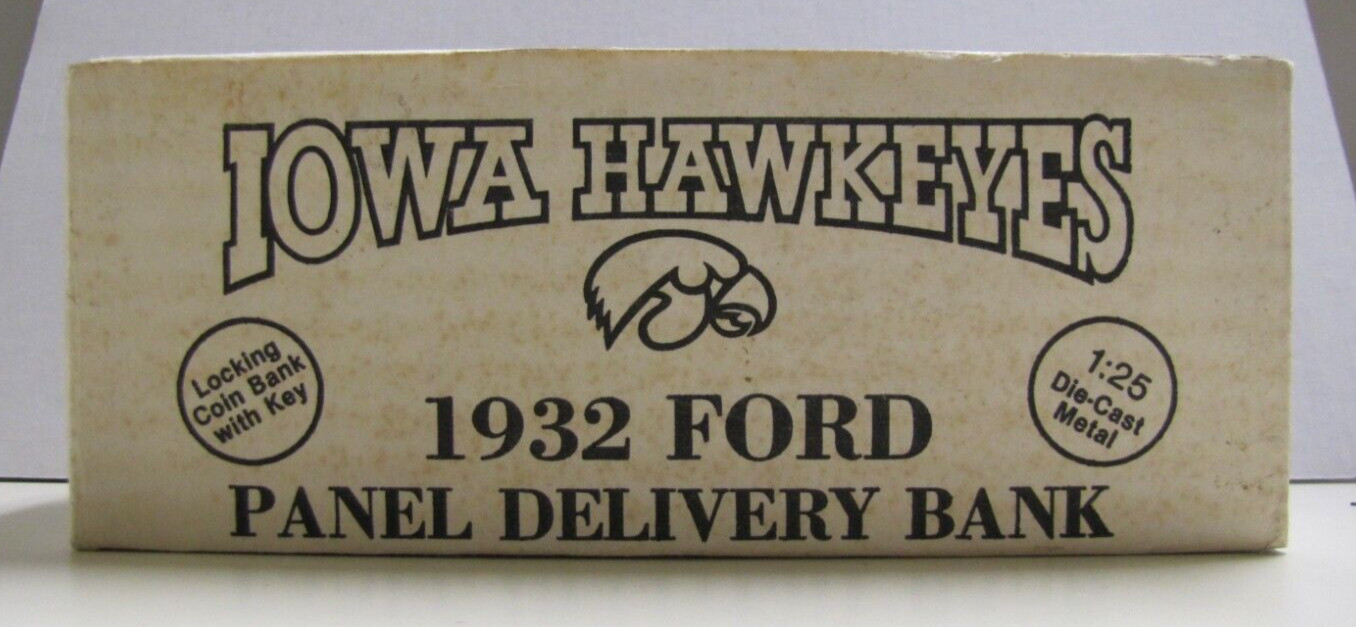 IOWA HAWKEYES
Locking
Coin Bank
with Key
1:25
Die-Cast
Metal
1932 FORD
PANEL DELIVERY BANK